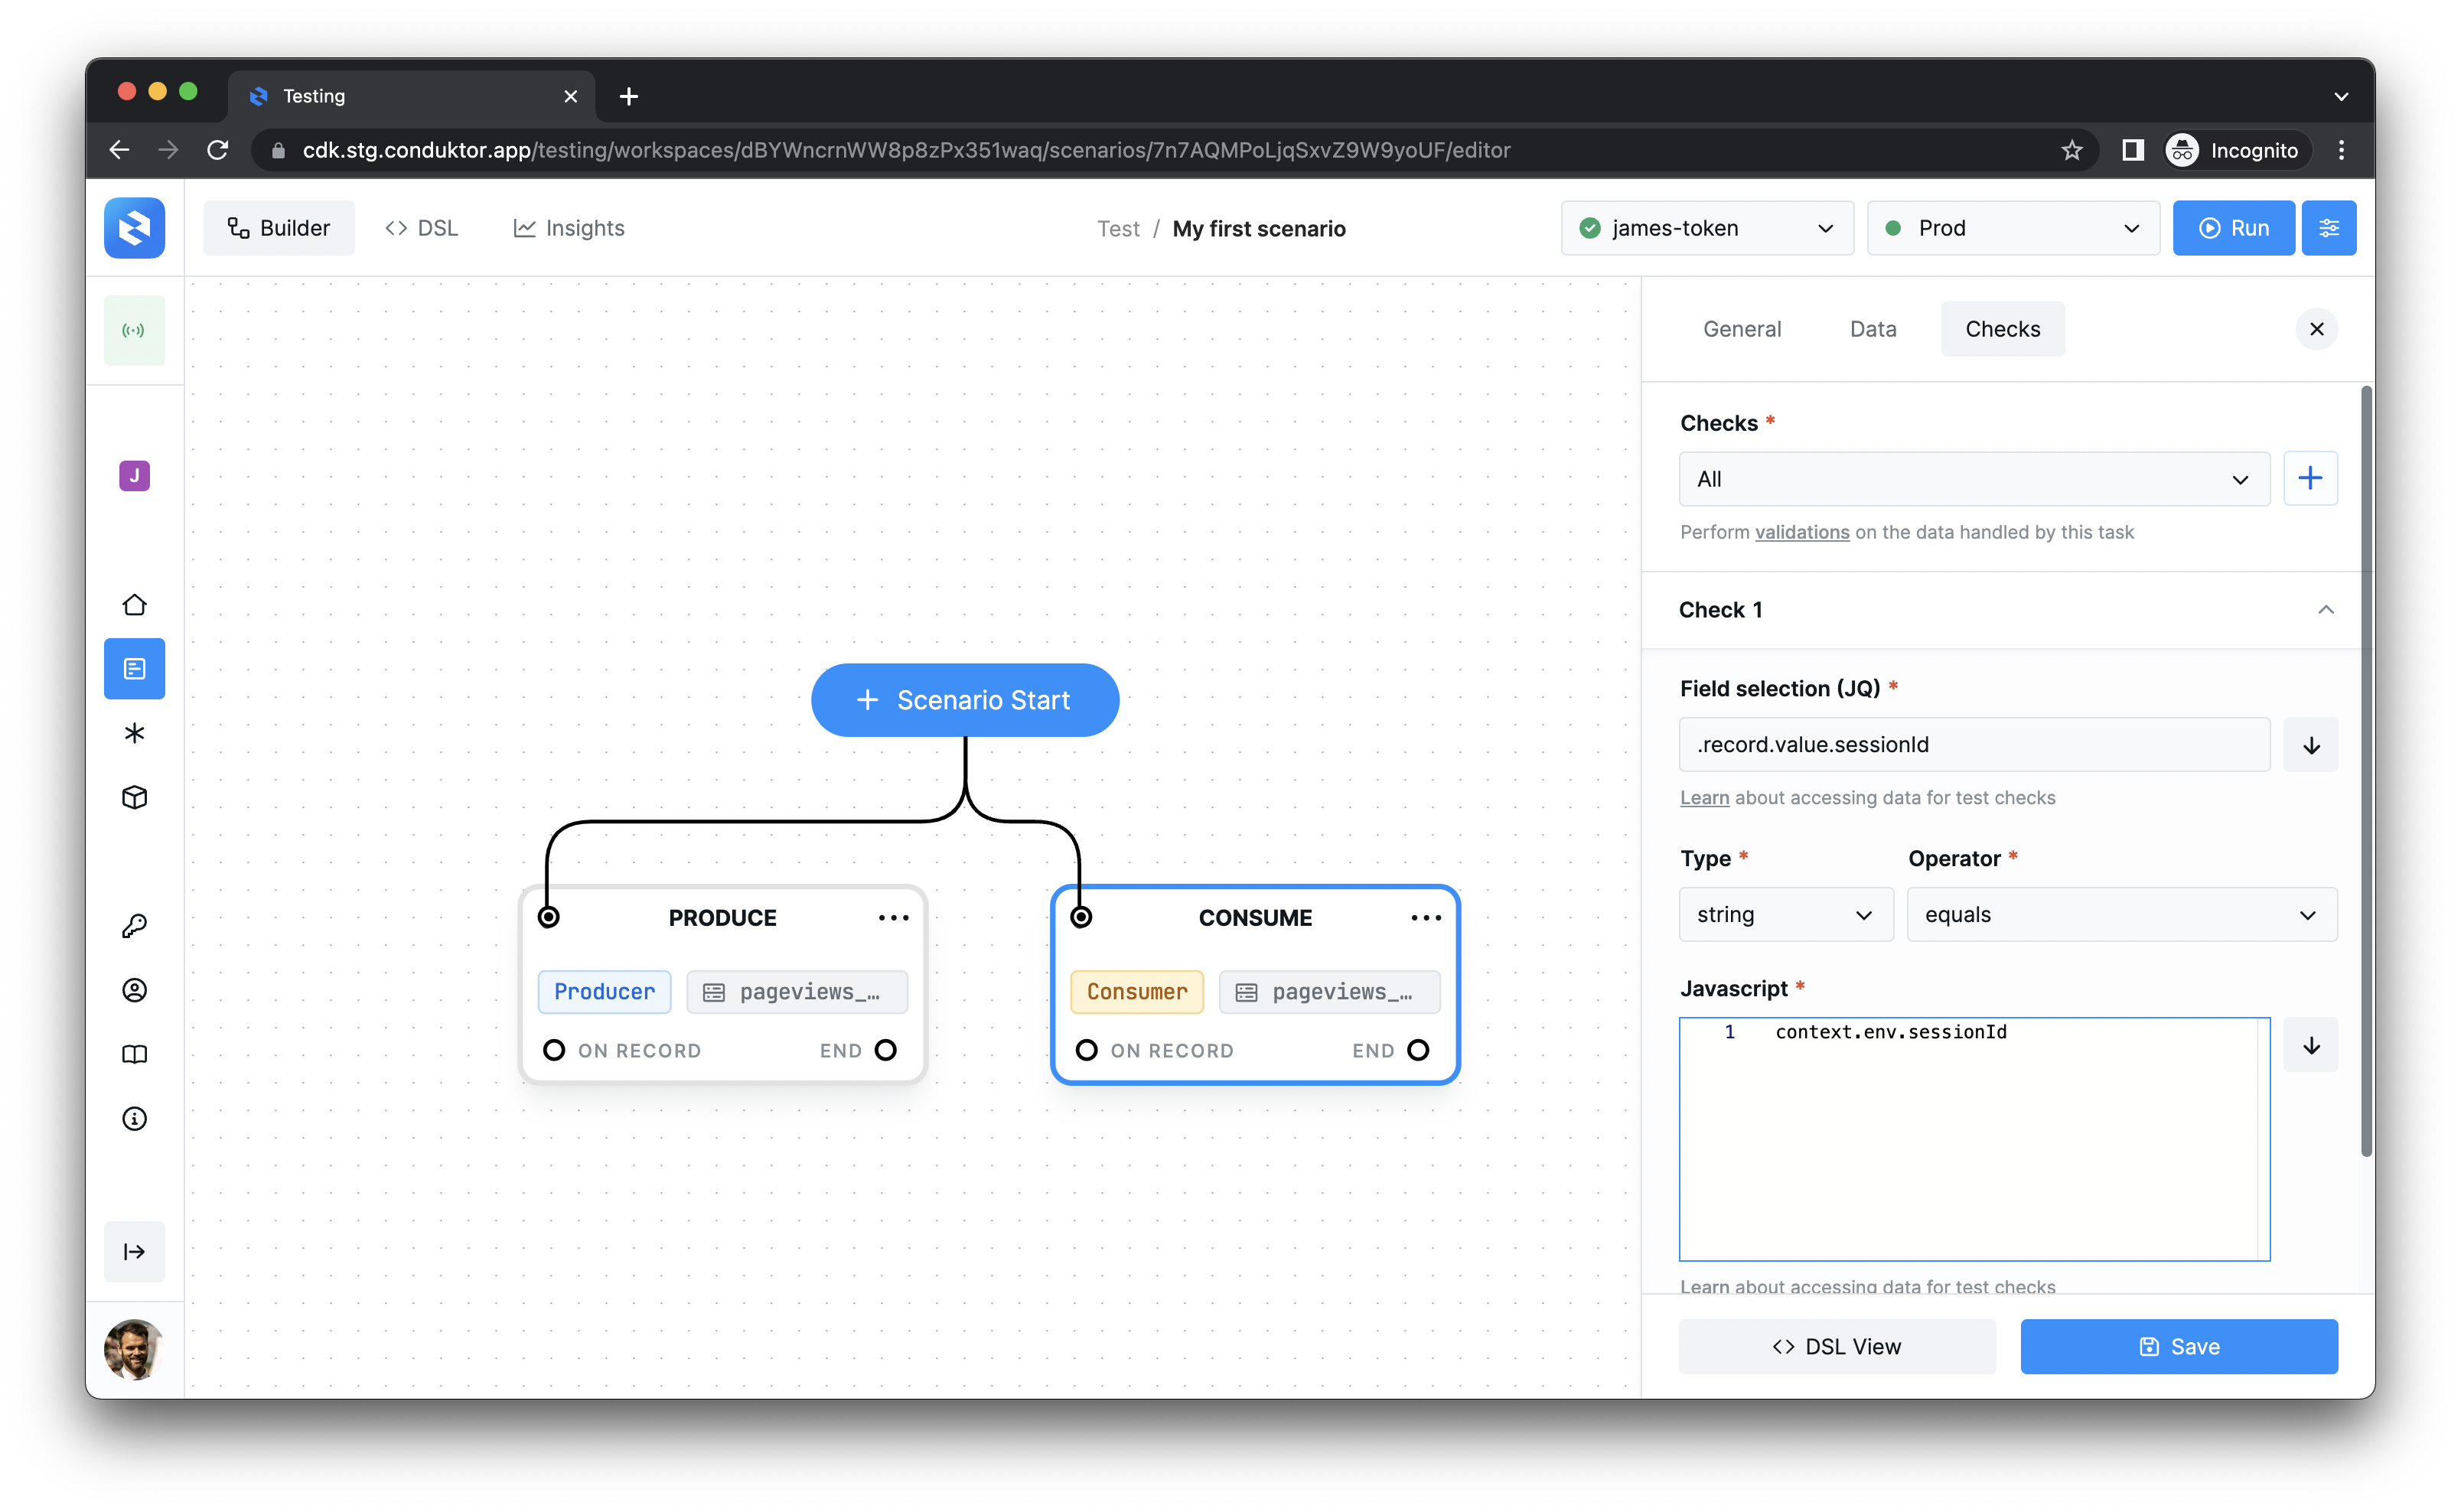 Testing
cdk.stg.conduktor.app/testing/workspaces/dBYWncrnWW8p8zPx351waq/scenarios/7n7AQMPoLjqSxvZ9W9yoUF/editor
Incognito
Builder
DSL
Insights
Test / My first scenario
james-token
Prod
Run
J
General
Data
Checks
Checks *
All
Perform validations on the data handled by this task
Check 1
Field selection (JQ) *
.record.value.sessionId
Learn about accessing data for test checks
Type *
Operator *
string
equals
Javascript *
1 context.env.sessionId
Learn about accessing data for test checks
DSL View
Save
Scenario Start
PRODUCE
Producer
pageviews_…
ON RECORD
END
CONSUME
Consumer
pageviews_…
ON RECORD
END